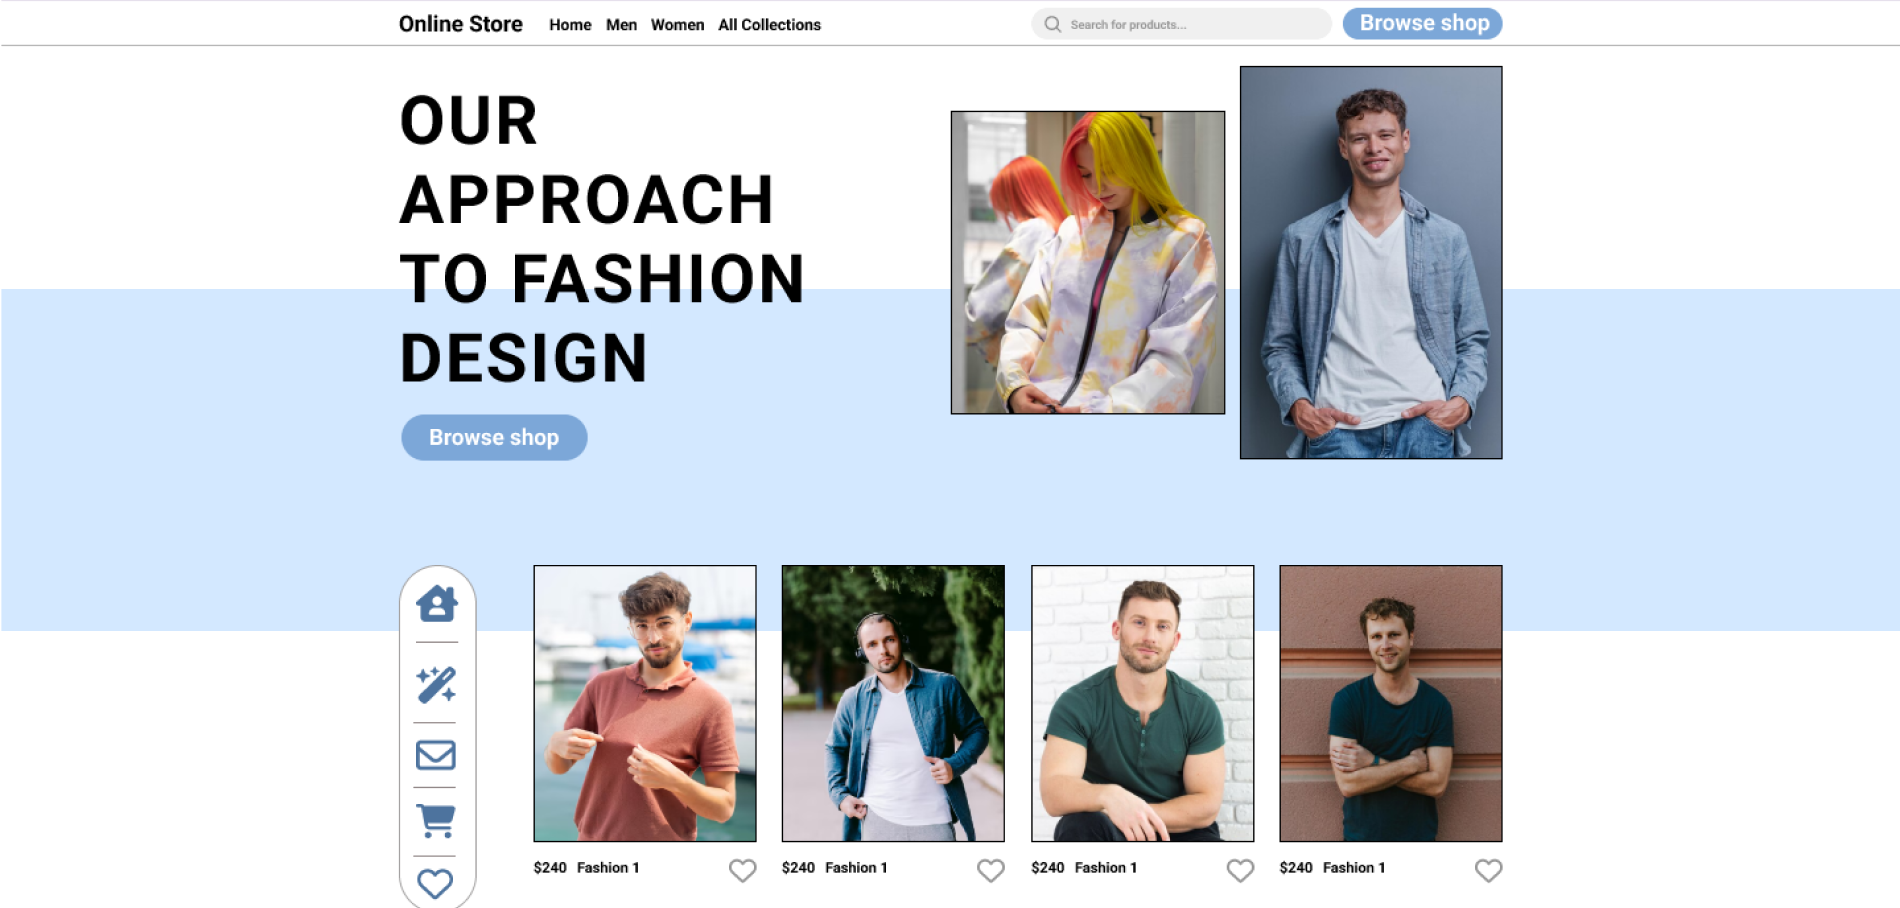 Online Store Home Men Women All Collections Search for products... Browse shop
OUR
APPROACH
TO FASHION
DESIGN
Browse shop
$240 Fashion 1
$240 Fashion 1
$240 Fashion 1
$240 Fashion 1